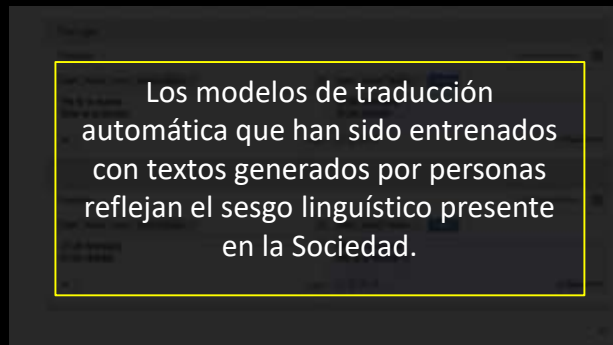 Los modelos de traducción
automática que han sido entrenados
con textos generados por personas
reflejan el sesgo linguístico presente
en la Sociedad.